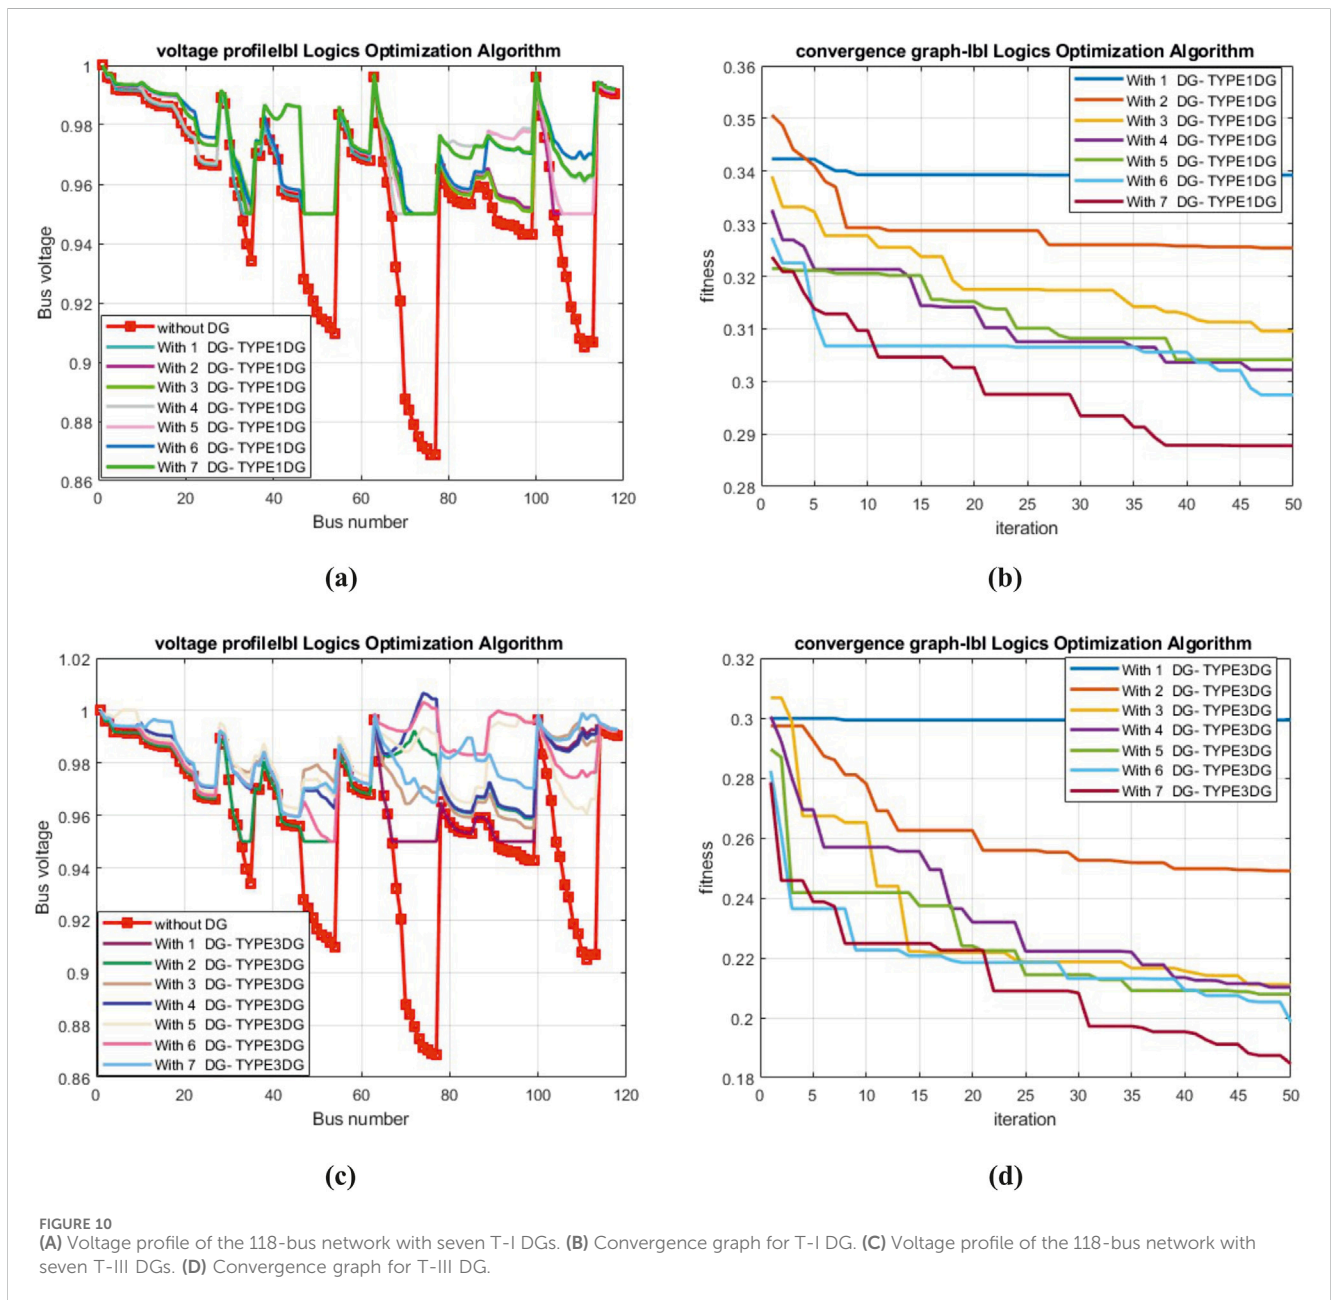 voltage profilelbl Logics Optimization Algorithm
1
0.98
0.96
0.94
0.92
0.9
0.88
0.86
Bus voltage
without DG
With 1 DG- TYPE1DG
With 2 DG- TYPE1DG
With 3 DG- TYPE1DG
With 4 DG- TYPE1DG
With 5 DG- TYPE1DG
With 6 DG- TYPE1DG
With 7 DG- TYPE1DG
0 20 40 60 80 100 120
Bus number
(a)
convergence graph-lbl Logics Optimization Algorithm
0.36
0.35
0.34
0.33
0.32
0.31
0.3
0.29
0.28
fitness
With 1 DG- TYPE1DG
With 2 DG- TYPE1DG
With 3 DG- TYPE1DG
With 4 DG- TYPE1DG
With 5 DG- TYPE1DG
With 6 DG- TYPE1DG
With 7 DG- TYPE1DG
0 5 10 15 20 25 30 35 40 45 50
iteration
(b)
voltage profilelbl Logics Optimization Algorithm
1.02
1
0.98
0.96
0.94
0.92
0.9
0.88
0.86
Bus voltage
without DG
With 1 DG- TYPE3DG
With 2 DG- TYPE3DG
With 3 DG- TYPE3DG
With 4 DG- TYPE3DG
With 5 DG- TYPE3DG
With 6 DG- TYPE3DG
With 7 DG- TYPE3DG
0 20 40 60 80 100 120
Bus number
(c)
convergence graph-lbl Logics Optimization Algorithm
0.32
0.3
0.28
0.26
0.24
0.22
0.2
0.18
fitness
With 1 DG- TYPE3DG
With 2 DG- TYPE3DG
With 3 DG- TYPE3DG
With 4 DG- TYPE3DG
With 5 DG- TYPE3DG
With 6 DG- TYPE3DG
With 7 DG- TYPE3DG
0 5 10 15 20 25 30 35 40 45 50
iteration
(d)
FIGURE 10
(A) Voltage profile of the 118-bus network with seven T-I DGs. (B) Convergence graph for T-I DG. (C) Voltage profile of the 118-bus network with
seven T-III DGs. (D) Convergence graph for T-III DG.